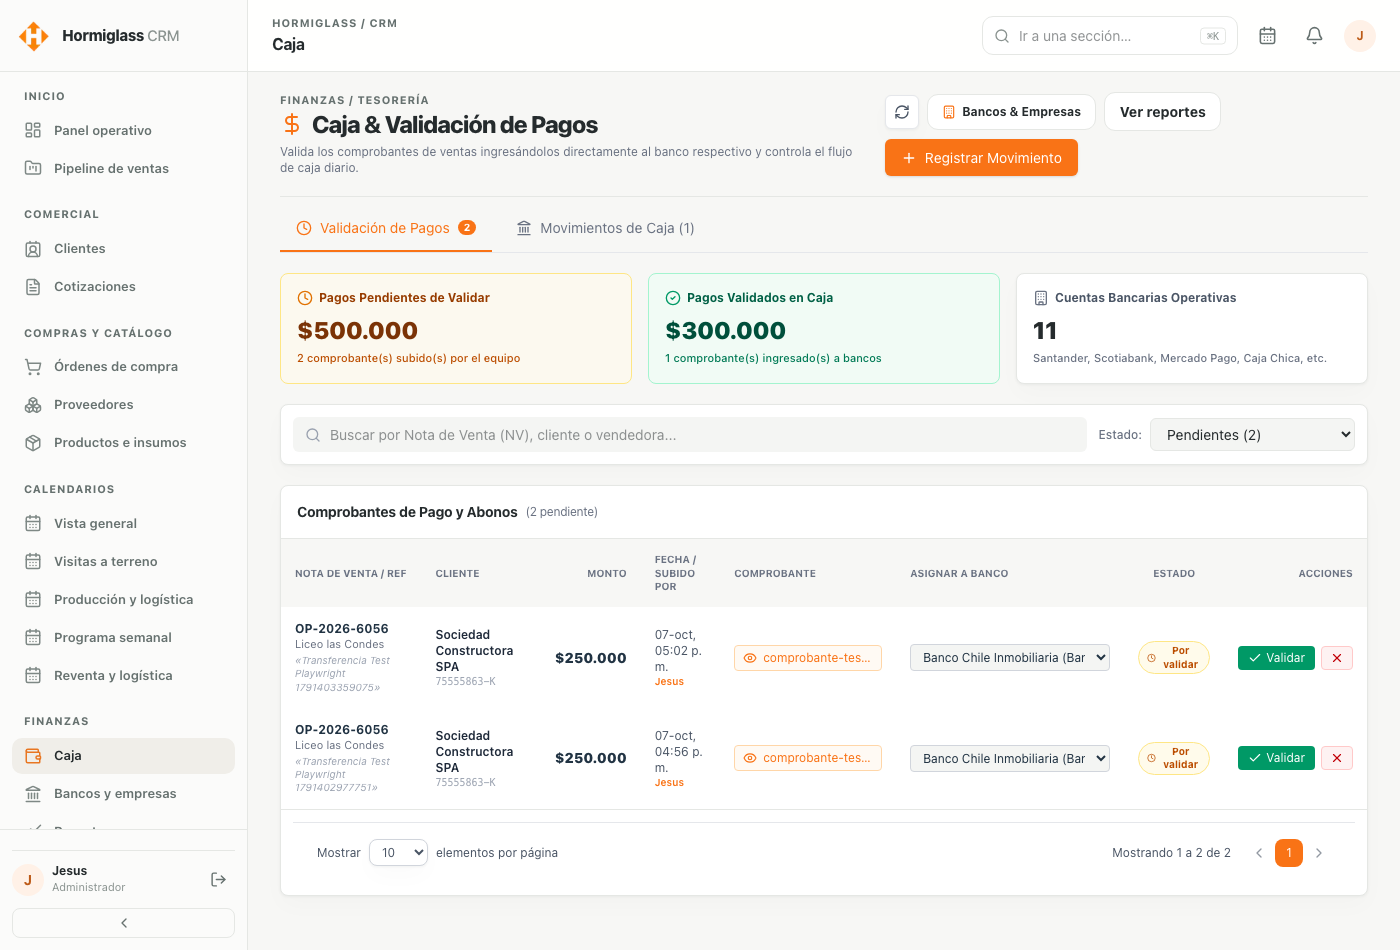 Hormiglass CRM
INICIO
Panel operativo
Pipeline de ventas
COMERCIAL
Clientes
Cotizaciones
COMPRAS Y CATÁLOGO
Órdenes de compra
Proveedores
Productos e insumos
CALENDARIOS
Vista general
Visitas a terreno
Producción y logística
Programa semanal
Reventa y logística
FINANZAS
Caja
Bancos y empresas
J
Jesus
Administrador
HORMIGLASS / CRM
Caja
Ir a una sección...
⌘K
J
FINANZAS / TESORERÍA
Caja & Validación de Pagos
Valida los comprobantes de ventas ingresándolos directamente al banco respectivo y controla el flujo
de caja diario.
Bancos & Empresas
Ver reportes
Registrar Movimiento
Validación de Pagos 2
Movimientos de Caja (1)
Pagos Pendientes de Validar
$500.000
2 comprobante(s) subido(s) por el equipo
Pagos Validados en Caja
$300.000
1 comprobante(s) ingresado(s) a bancos
Cuentas Bancarias Operativas
11
Santander, Scotiabank, Mercado Pago, Caja Chica, etc.
Buscar por Nota de Venta (NV), cliente o vendedora...
Estado:
Pendientes (2)
Comprobantes de Pago y Abonos (2 pendiente)
NOTA DE VENTA / REF
CLIENTE
MONTO
FECHA /
SUBIDO
POR
COMPROBANTE
ASIGNAR A BANCO
ESTADO
ACCIONES
OP-2026-6056
Liceo las Condes
«Transferencia Test
Playwright
1791403359075»
Sociedad
Constructora
SPA
75555863-K
$250.000
07-oct,
05:02 p.
m.
Jesus
comprobante-tes...
Banco Chile Inmobiliaria (Bar
Por
validar
Validar
OP-2026-6056
Liceo las Condes
«Transferencia Test
Playwright
1791402977751»
Sociedad
Constructora
SPA
75555863-K
$250.000
07-oct,
04:56 p.
m.
Jesus
comprobante-tes...
Banco Chile Inmobiliaria (Bar
Por
validar
Validar
Mostrar 10 elementos por página
Mostrando 1 a 2 de 2
1